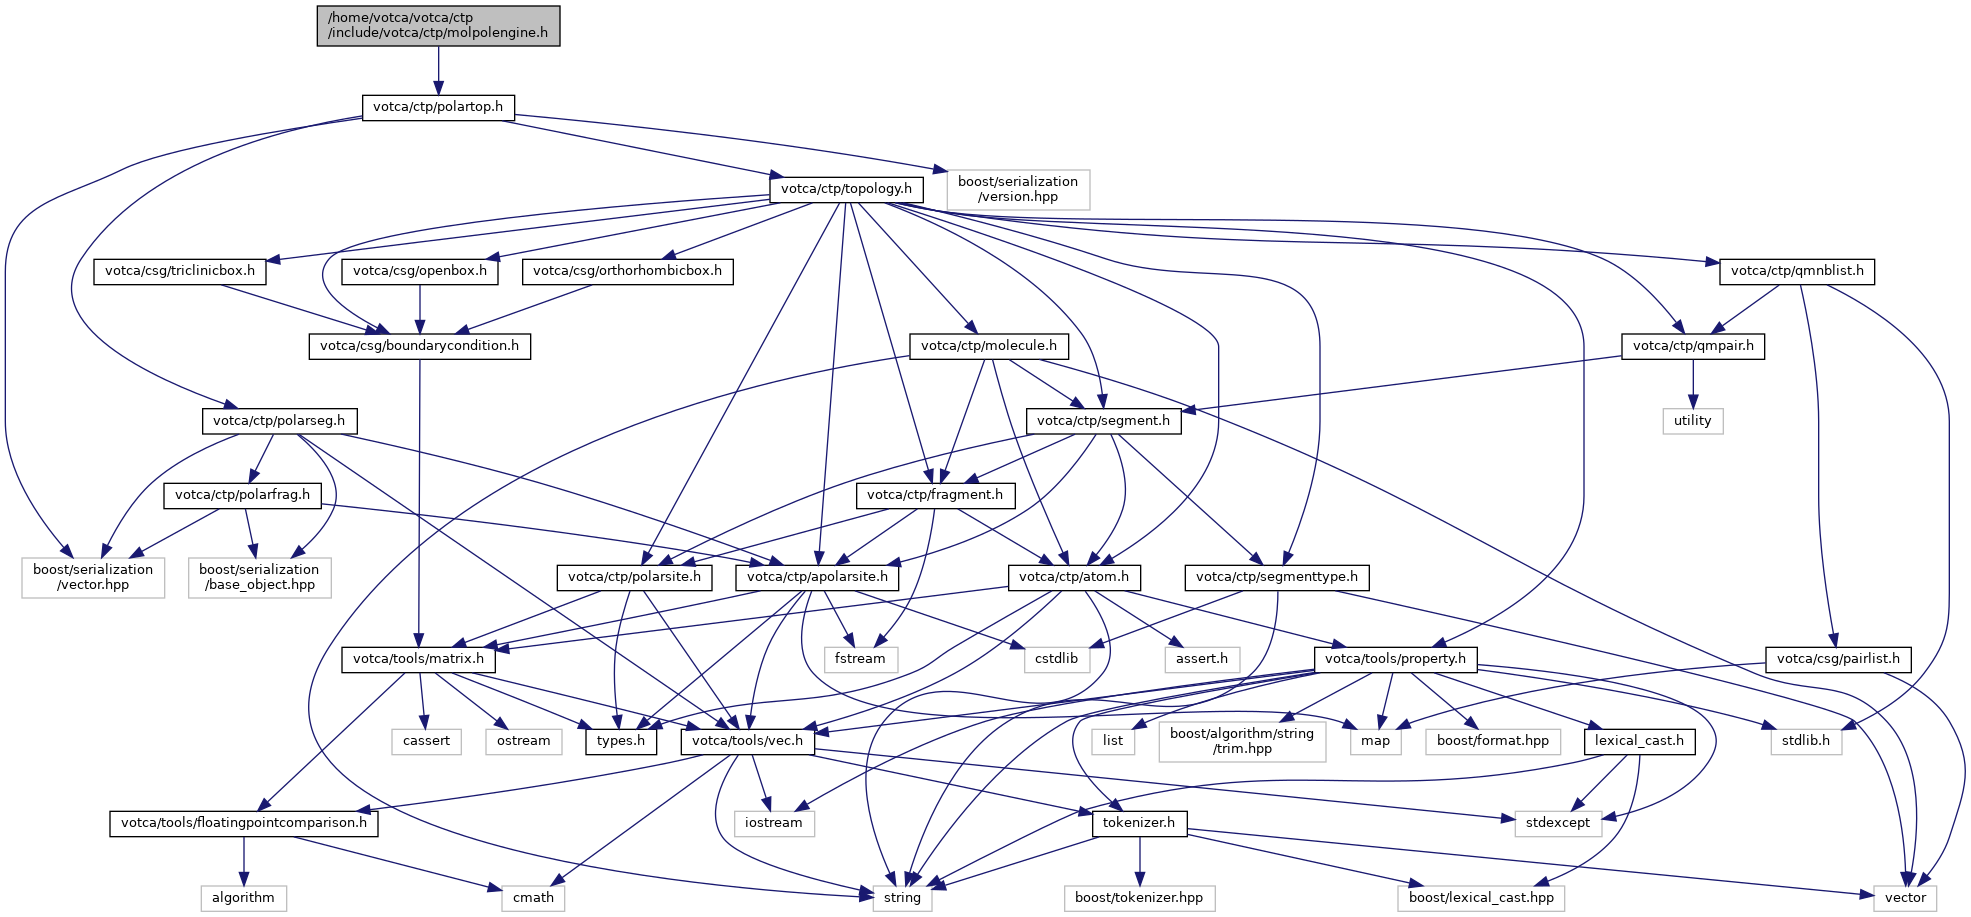 /home/votca/votca/ctp
/include/votca/ctp/molpolengine.h
votca/ctp/polartop.h
boost/serialization
/version.hpp
votca/ctp/topology.h
votca/csg/triclinicbox.h
votca/csg/openbox.h
votca/csg/orthorhombicbox.h
votca/ctp/qmnblist.h
votca/csg/boundarycondition.h
votca/ctp/molecule.h
votca/ctp/qmpair.h
votca/ctp/polarseg.h
votca/ctp/segment.h
utility
votca/ctp/polarfrag.h
votca/ctp/fragment.h
boost/serialization
/vector.hpp
boost/serialization
/base_object.hpp
votca/ctp/polarsite.h
votca/ctp/apolarsite.h
votca/ctp/atom.h
votca/ctp/segmenttype.h
votca/tools/matrix.h
fstream
cstdlib
assert.h
votca/tools/property.h
votca/csg/pairlist.h
cassert
ostream
types.h
votca/tools/vec.h
list
boost/algorithm/string
/trim.hpp
map
boost/format.hpp
lexical_cast.h
stdlib.h
votca/tools/floatingpointcomparison.h
iostream
tokenizer.h
stdexcept
algorithm
cmath
string
boost/tokenizer.hpp
boost/lexical_cast.hpp
vector